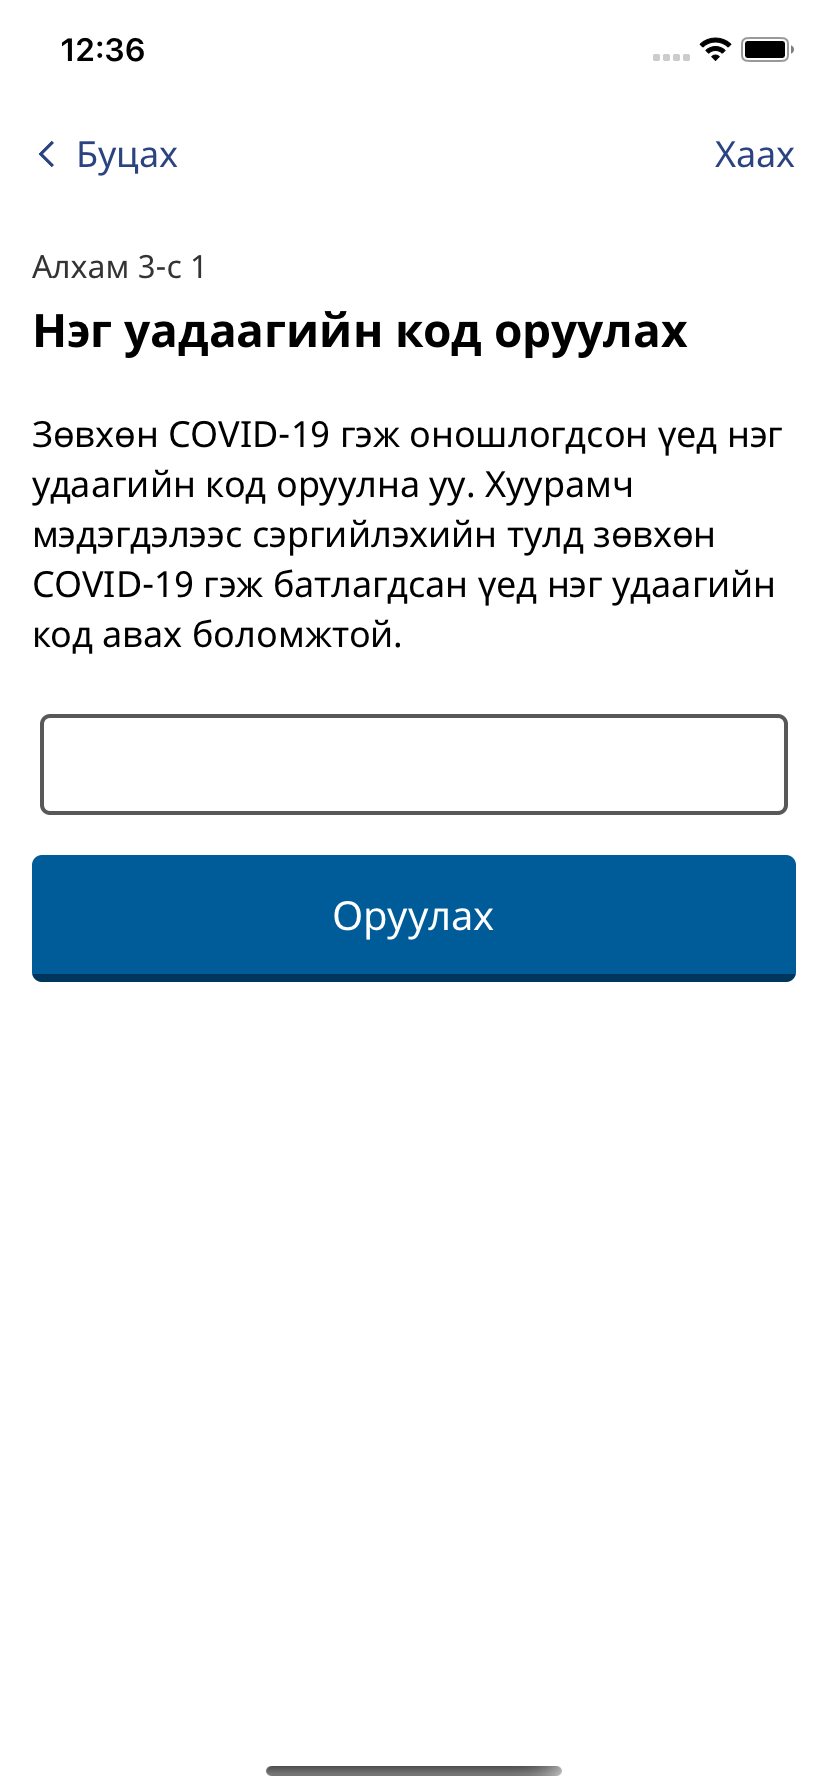 12:36
Буцах
Хаах
Алхам 3-с 1
Нэг уадаагийн код оруулах
Зөвхөн COVID-19 гэж оношлогдсон үед нэг
удаагийн код оруулна уу. Хуурамч
мэдэгдэлээс сэргийлэхийн тулд зөвхөн
COVID-19 гэж батлагдсан үед нэг удаагийн
код авах боломжтой.
Оруулах